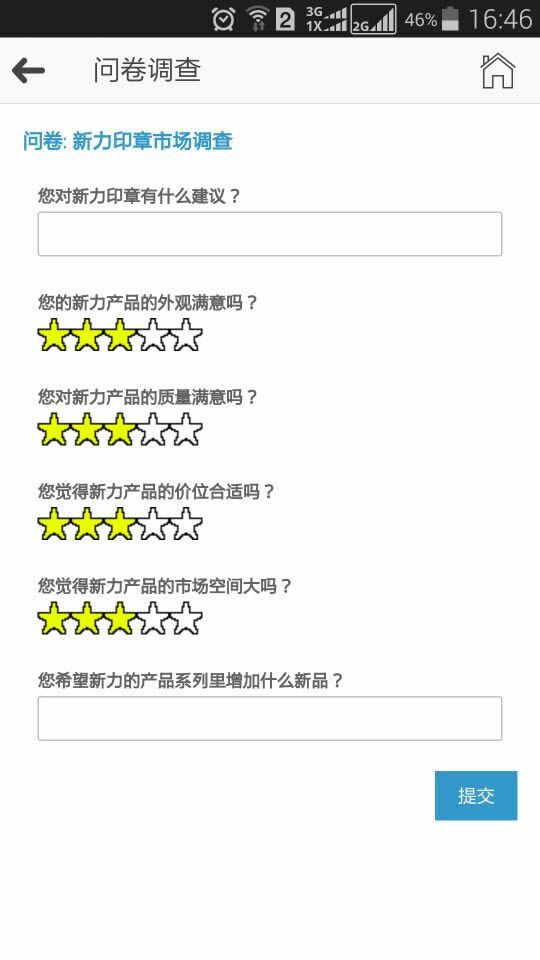 2 3G 1X 2G 46% 16:46
问卷调查
问卷: 新力印章市场调查
您对新力印章有什么建议？
您的新力产品的外观满意吗？
您对新力产品的质量满意吗？
您觉得新力产品的价位合适吗？
您觉得新力产品的市场空间大吗？
您希望新力的产品系列里增加什么新品？
提交